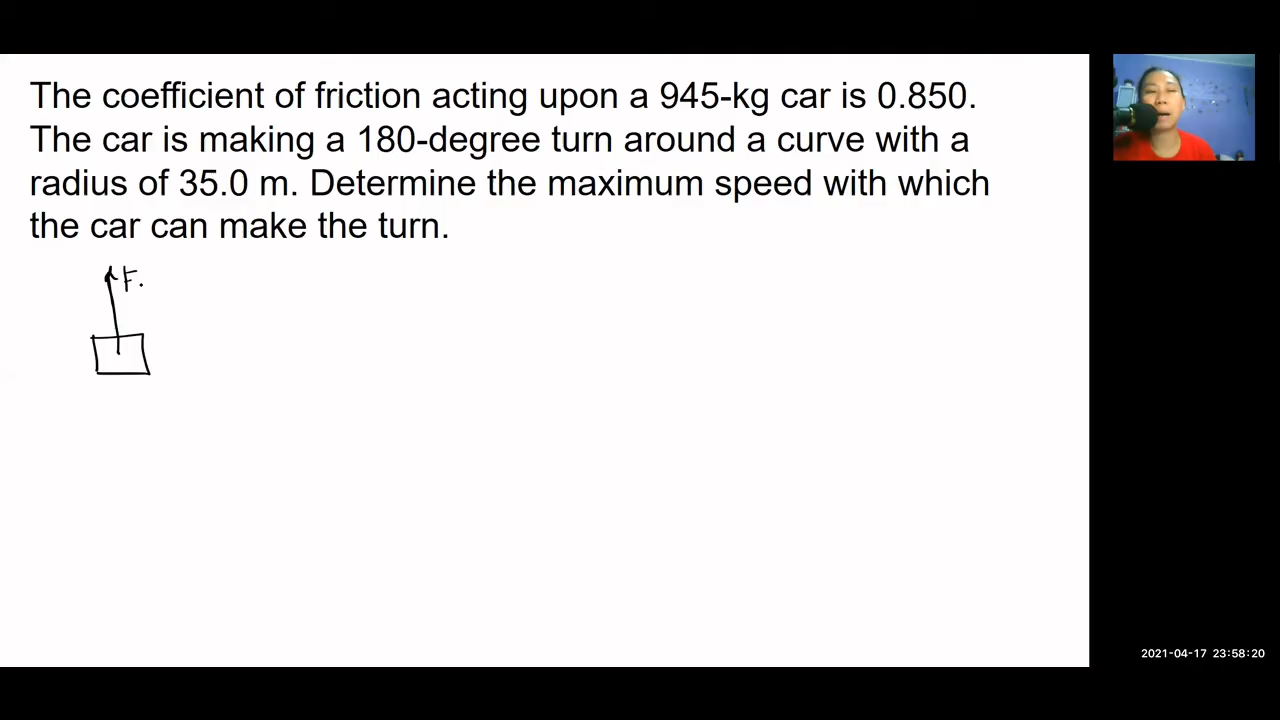 The coefficient of friction acting upon a 945-kg car is 0.850.
The car is making a 180-degree turn around a curve with a
radius of 35.0 m. Determine the maximum speed with which
the car can make the turn.
F.
2021-04-17 23:58:20